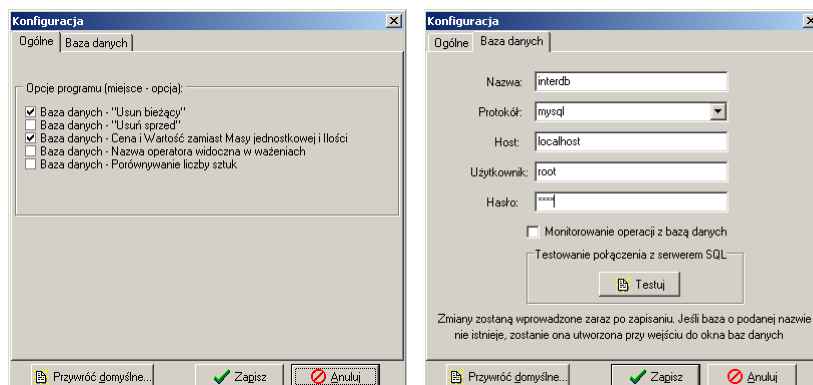 Konfiguracja
Ogólne Baza danych
Opcje programu (miejsce - opcja):
Baza danych - "Usun bieżący"
Baza danych - "Usuń sprzed"
Baza danych - Cena i Wartość zamiast Masy jednostkowej i Ilości
Baza danych - Nazwa operatora widoczna w ważeniach
Baza danych - Porównywanie liczby sztuk
Przywróć domyślne... Zapisz Anuluj
Konfiguracja
Ogólne Baza danych
Nazwa: interdb
Protokół: mysql
Host: localhost
Użytkownik: root
Hasło: ****
Monitorowanie operacji z bazą danych
Testowanie połączenia z serwerem SQL
Testuj
Zmiany zostaną wprowadzone zaraz po zapisaniu. Jeśli baza o podanej nazwie
nie istnieje, zostanie ona utworzona przy wejściu do okna baz danych
Przywróć domyślne... Zapisz Anuluj